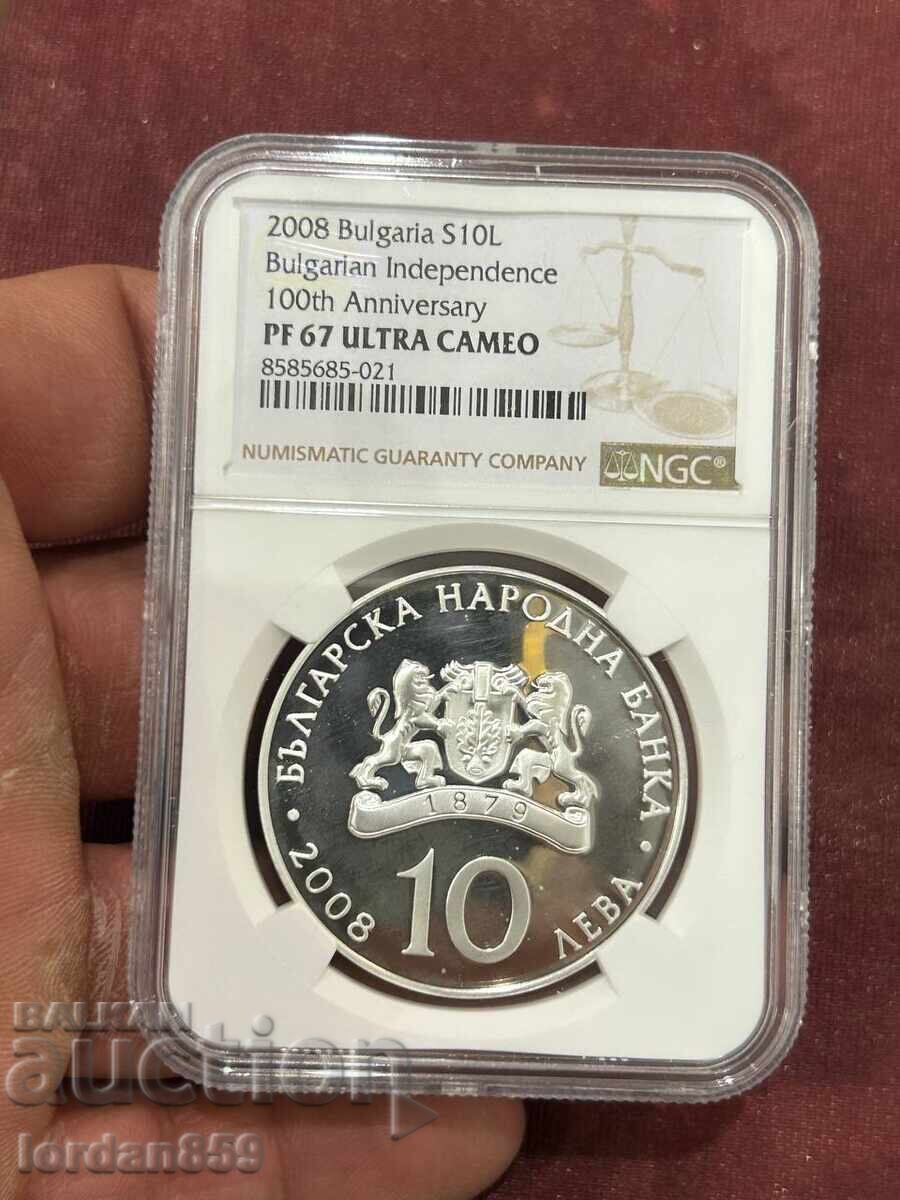 2008 Bulgaria S10L
Bulgarian Independence
100th Anniversary
PF 67 ULTRA CAMEO
8585685-021
NUMISMATIC GUARANTY COMPANY
NGC®
• БЪЛГАРСКА НАРОДНА БАНКА •
1879
2008
10
ЛЕВА
BALKAN
auction
lordan859